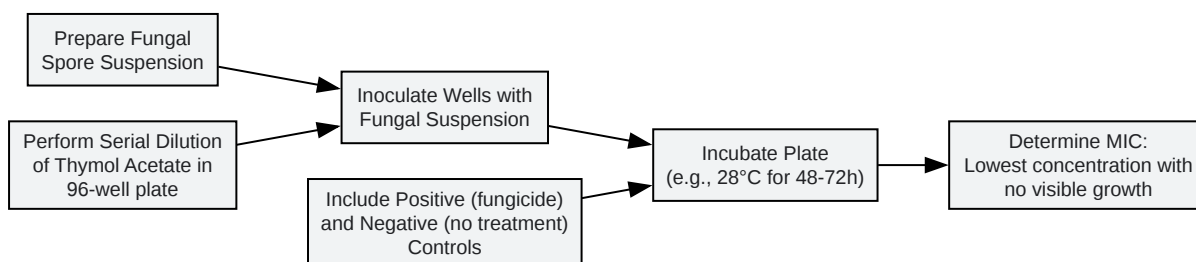 Prepare Fungal
Spore Suspension
Perform Serial Dilution
of Thymol Acetate in
96-well plate
Inoculate Wells with
Fungal Suspension
Include Positive (fungicide)
and Negative (no treatment)
Controls
Incubate Plate
(e.g., 28°C for 48-72h)
Determine MIC:
Lowest concentration with
no visible growth